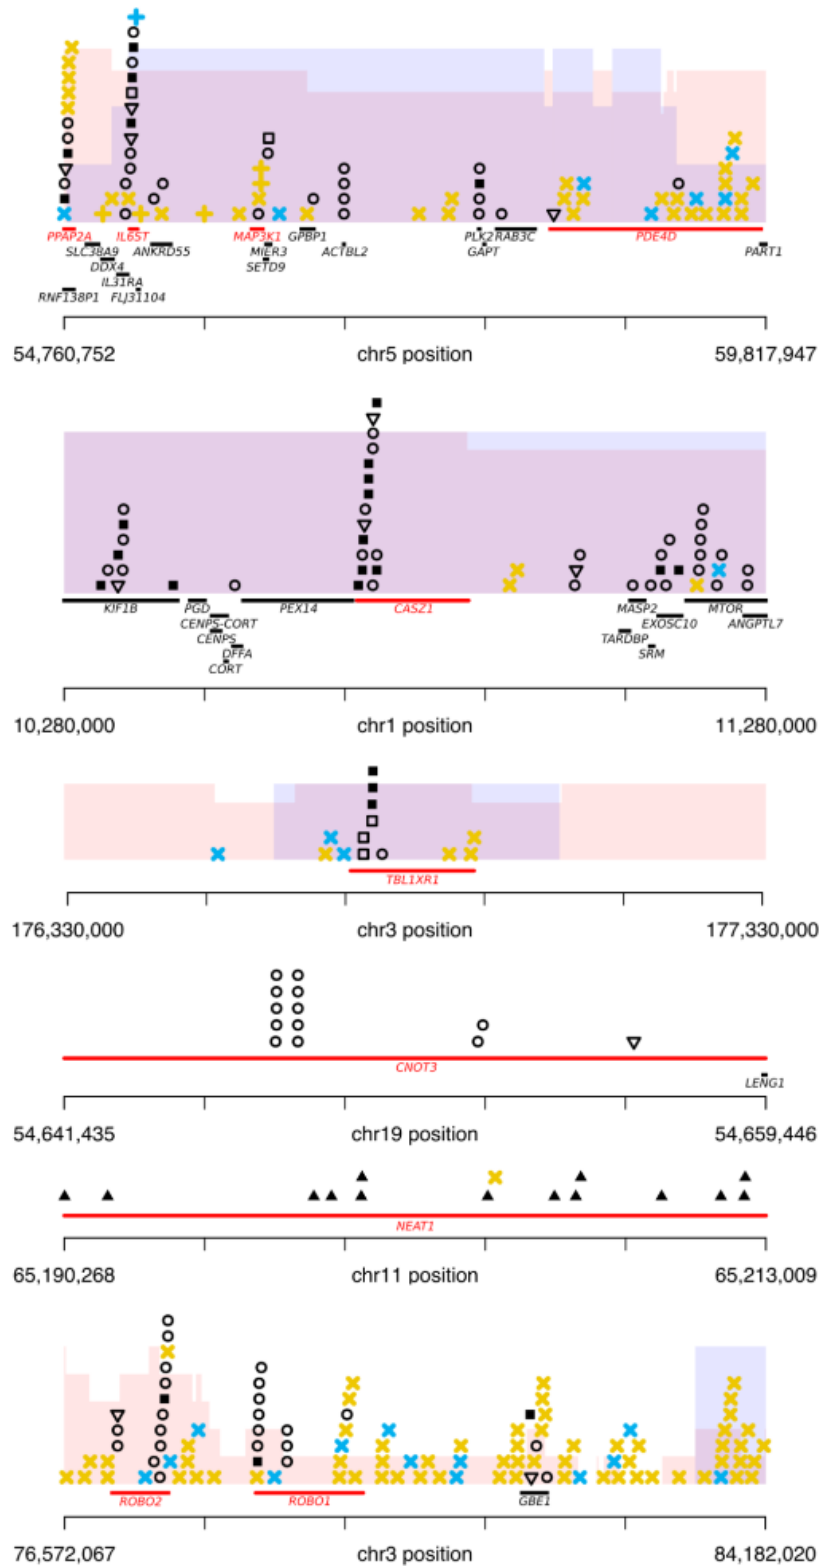 PPAP2A IL6ST MAP3K1 GPBP1 PLK2 RAB3C PDE4D
SLC38A9 ANKRD55 MIER3 ACTBL2 GAPT PART1
DDX4 SETD9
IL31RA
RNF138P1 FLJ31104
54,760,752 chr5 position 59,817,947
KIF1B PGD PEX14 CASZ1 MASP2 MTOR
CENPS-CORT EXOSC10 ANGPTL7
CENPS TARDBP
DFFA SRM
CORT
10,280,000 chr1 position 11,280,000
TBL1XR1
176,330,000 chr3 position 177,330,000
CNOT3
LENG1
54,641,435 chr19 position 54,659,446
NEAT1
65,190,268 chr11 position 65,213,009
ROBO2 ROBO1 GBE1
76,572,067 chr3 position 84,182,020